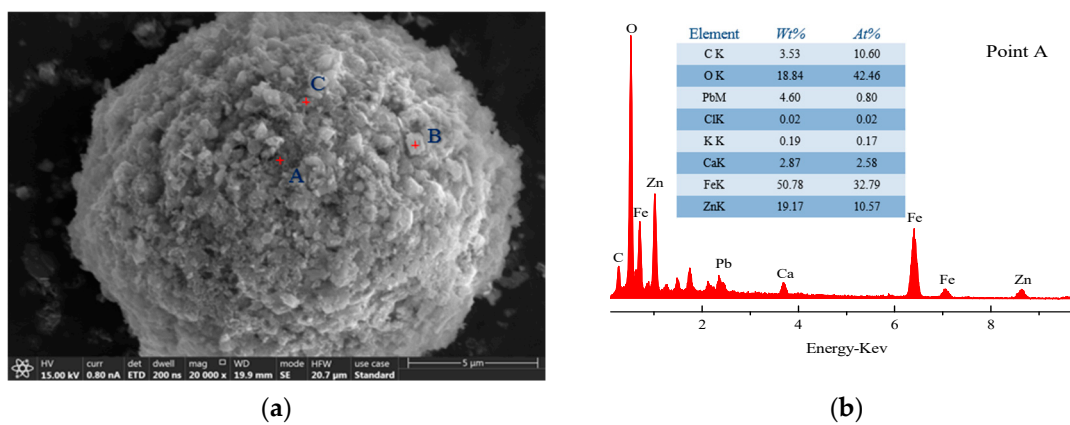 C
B
A
HV curr det dwell mag □ WD mode HFW use case
15.00 kV 0.80 nA ETD 200 ns 20 000 x 19.9 mm SE 20.7 µm Standard
5 µm
(a)
Point A
Element Wt% At%
C K 3.53 10.60
O K 18.84 42.46
PbM 4.60 0.80
ClK 0.02 0.02
K K 0.19 0.17
CaK 2.87 2.58
FeK 50.78 32.79
ZnK 19.17 10.57
O
Zn
Fe
C
Pb
Ca
Fe
Fe
Zn
2 4 6 8
Energy-Kev
(b)